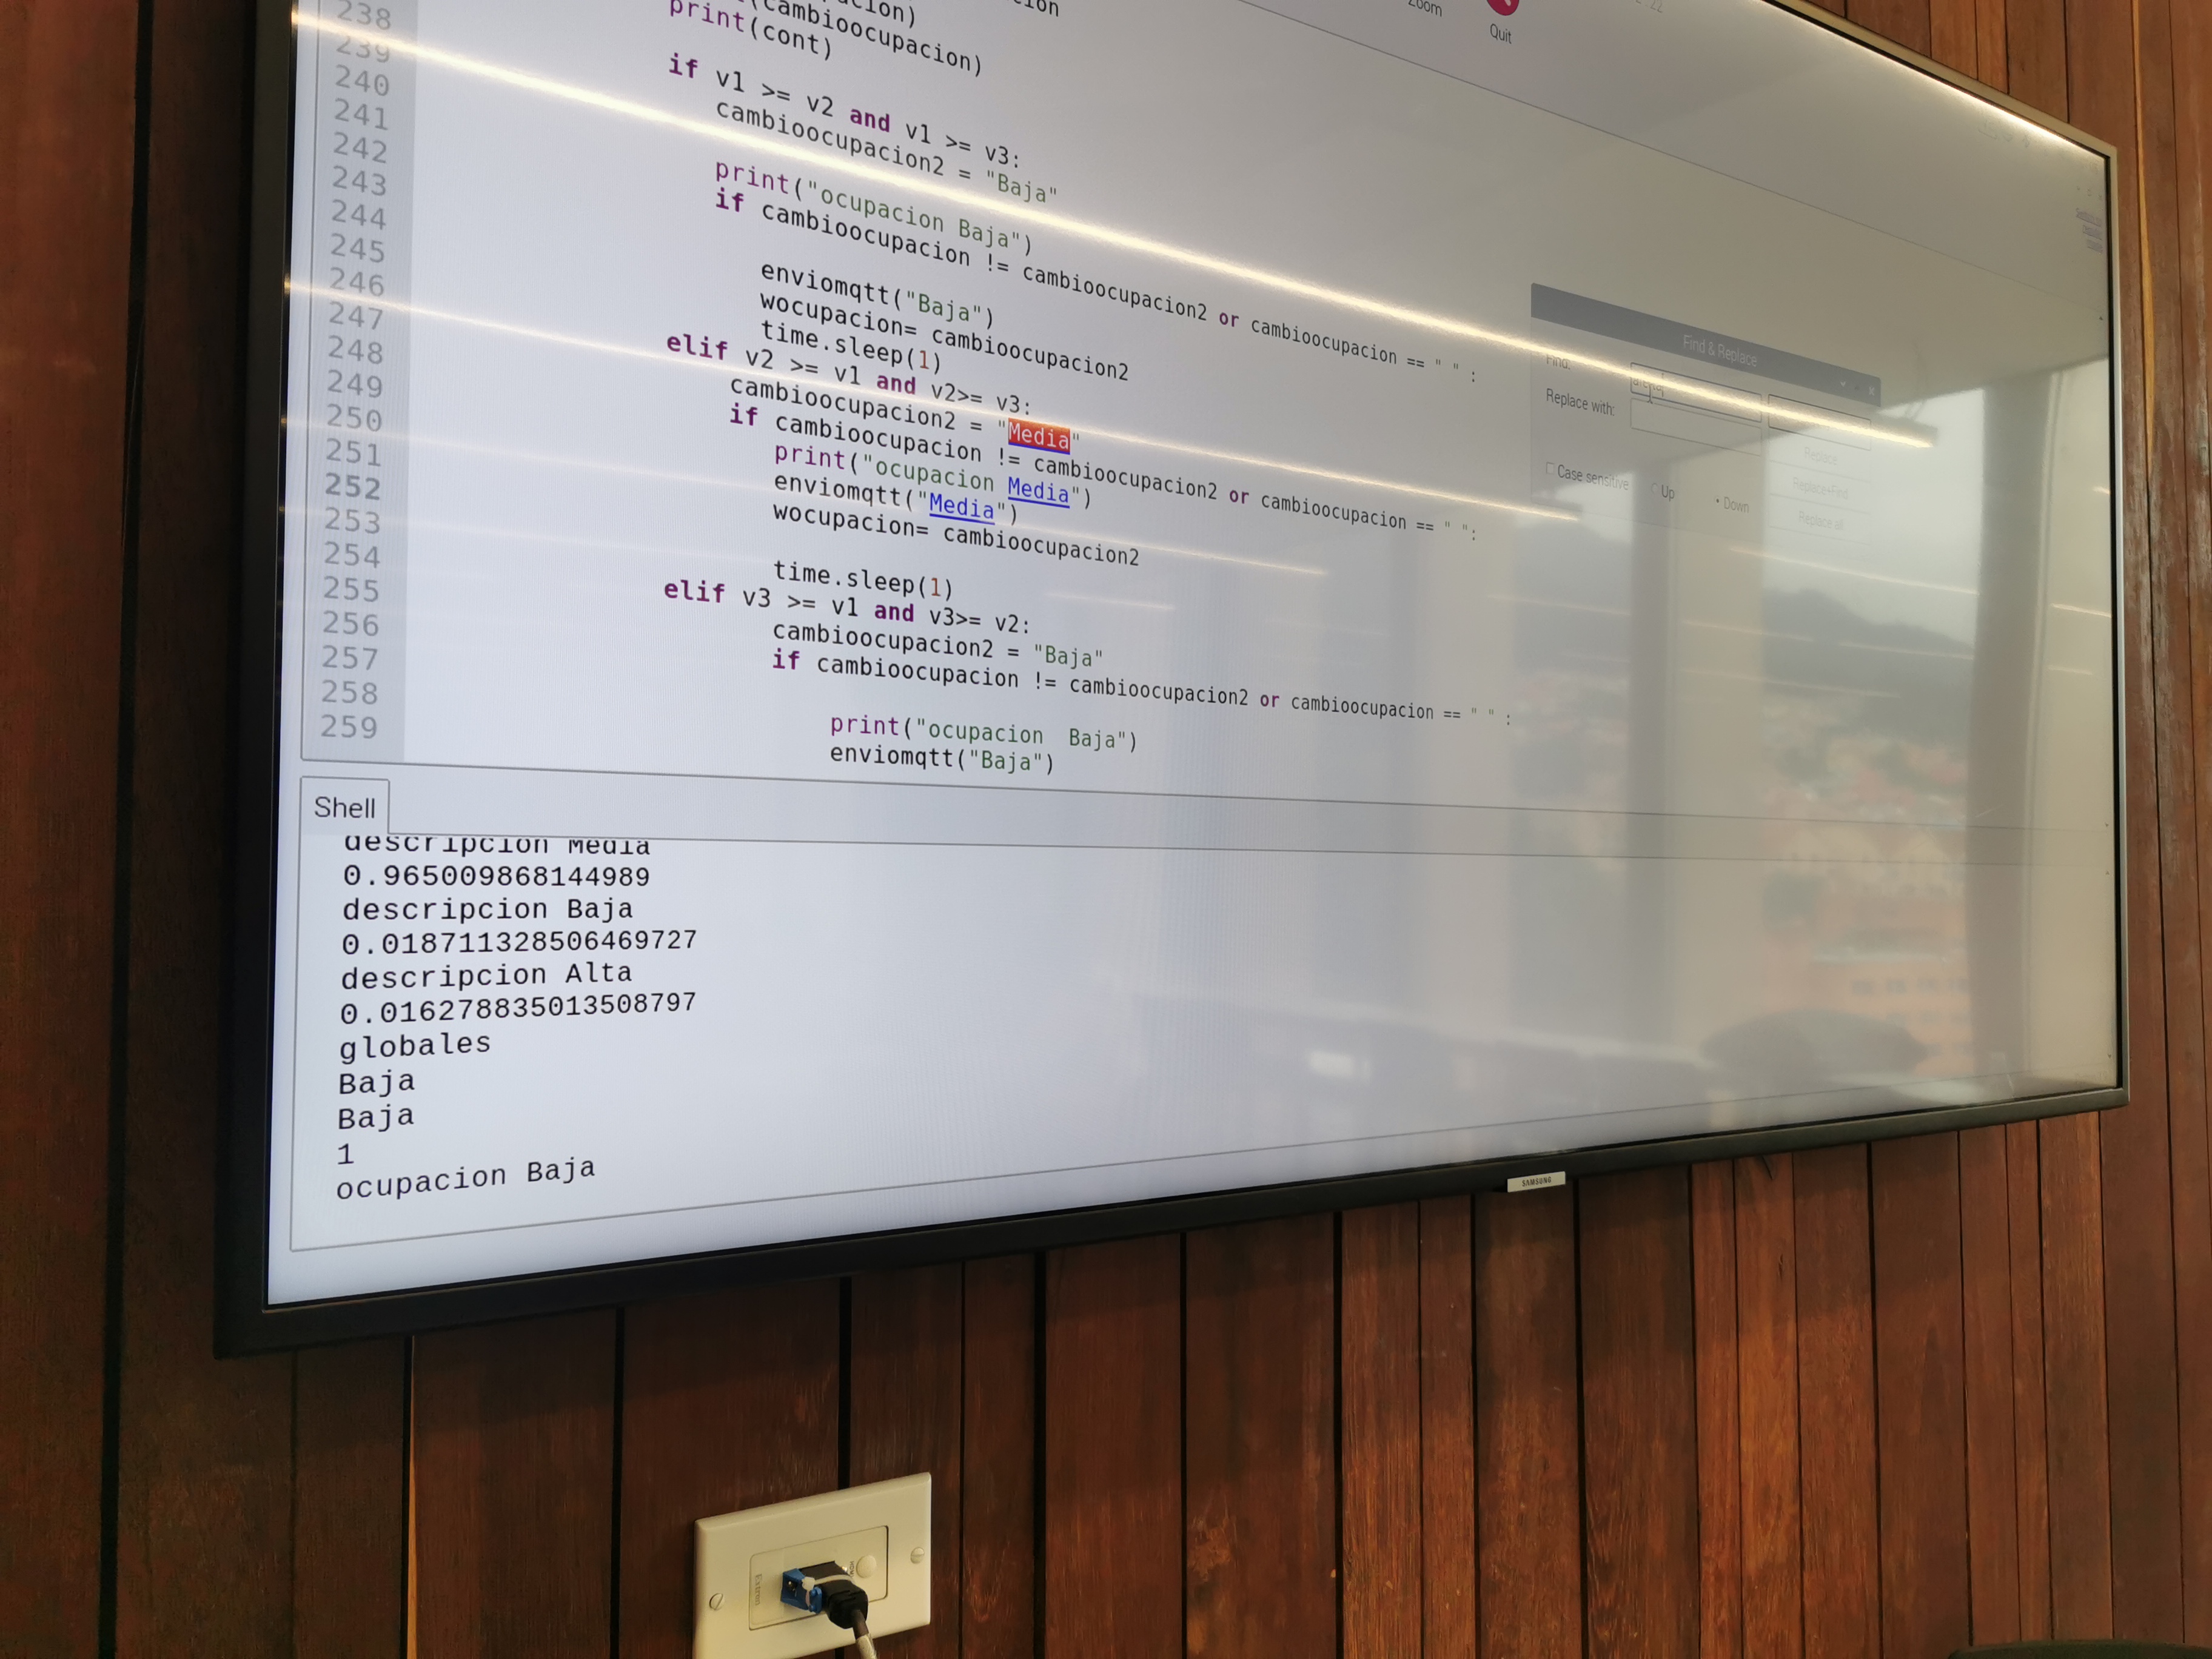 Zoom
Quit
238
239
240
241
242
243
244
245
246
247
248
249
250
251
252
253
254
255
256
257
258
259
(cambioocupacion)
print(cont)
if v1 >= v2 and v1 >= v3:
cambioocupacion2 = "Baja"
print("ocupacion Baja")
if cambioocupacion != cambioocupacion2 or cambioocupacion == " " :
enviomqtt("Baja")
wocupacion= cambioocupacion2
time.sleep(1)
elif v2 >= v1 and v2>= v3:
cambioocupacion2 = "Media"
if cambioocupacion != cambioocupacion2 or cambioocupacion == " ":
print("ocupacion Media")
enviomqtt("Media")
wocupacion= cambioocupacion2
time.sleep(1)
elif v3 >= v1 and v3>= v2:
cambioocupacion2 = "Baja"
if cambioocupacion != cambioocupacion2 or cambioocupacion == " " :
print("ocupacion  Baja")
enviomqtt("Baja")
Find & Replace
Find:
Replace with:
Case sensitive
Up
Down
Replace
Replace+Find
Replace all
Shell
descripcion Media
0.965009868144989
descripcion Baja
0.018711328506469727
descripcion Alta
0.016278835013508797
globales
Baja
Baja
1
ocupacion Baja
SAMSUNG
Extron